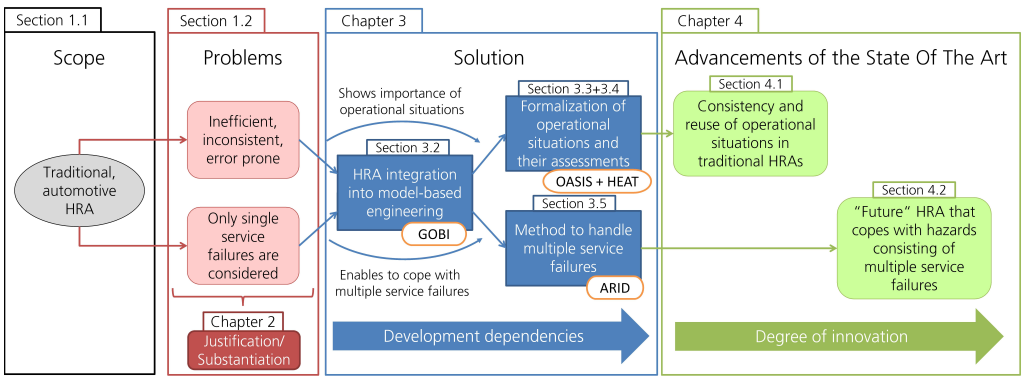 Section 1.1
Scope
Traditional,
automotive
HRA
Section 1.2
Problems
Inefficient,
inconsistent,
error prone
Only single
service
failures are
considered
Chapter 2
Justification/
Substantiation
Chapter 3
Solution
Shows importance of
operational situations
Section 3.2
HRA integration
into model-based
engineering
GOBI
Enables to cope with
multiple service failures
Section 3.3+3.4
Formalization of
operational
situations and
their assessments
OASIS + HEAT
Section 3.5
Method to handle
multiple service
failures
ARID
Development dependencies
Chapter 4
Advancements of the State Of The Art
Section 4.1
Consistency and
reuse of operational
situations in
traditional HRAs
Section 4.2
“Future” HRA that
copes with hazards
consisting of
multiple service
failures
Degree of innovation